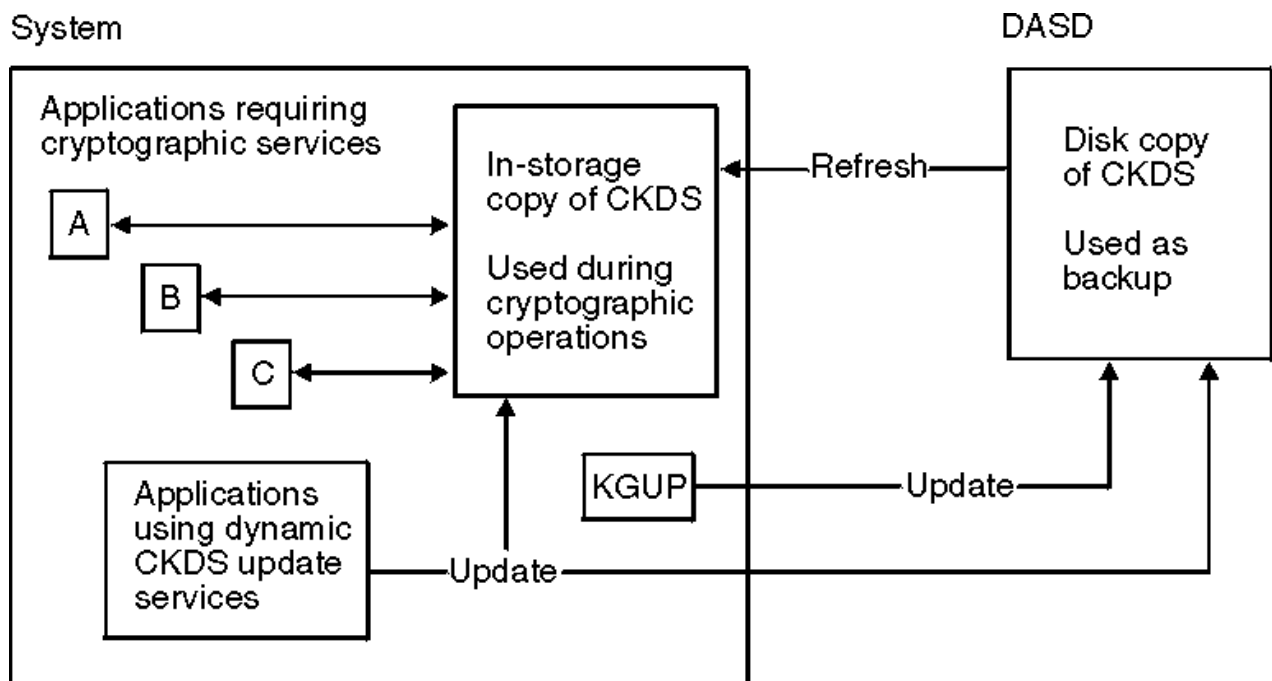 System
DASD
Applications requiring
cryptographic services
A
B
C
In-storage
copy of CKDS
Used during
cryptographic
operations
Refresh
Disk copy
of CKDS
Used as
backup
KGUP
Update
Applications
using dynamic
CKDS update
services
Update